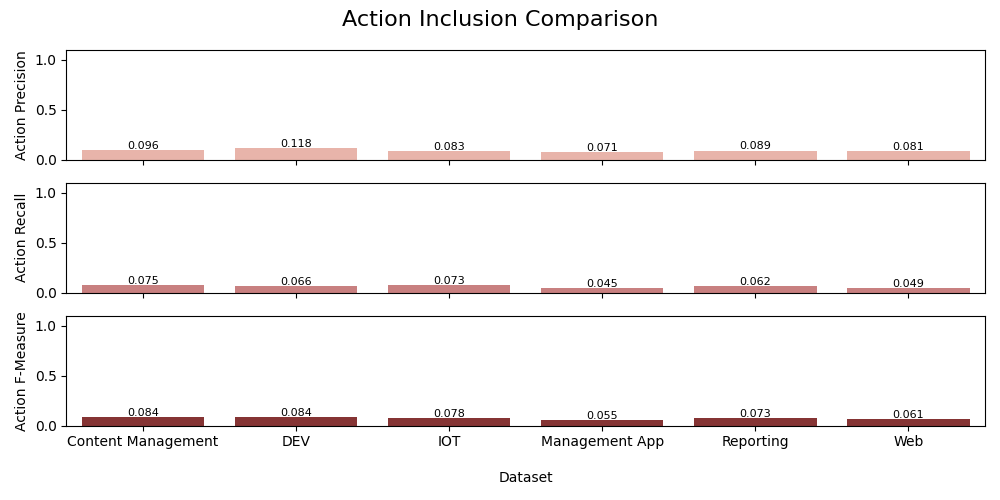 Action Inclusion Comparison
Action Precision
1.0
0.5
0.0
0.096 0.118 0.083 0.071 0.089 0.081
Action Recall
1.0
0.5
0.0
0.075 0.066 0.073 0.045 0.062 0.049
Action F-Measure
1.0
0.5
0.0
0.084 0.084 0.078 0.055 0.073 0.061
Content Management DEV IOT Management App Reporting Web
Dataset